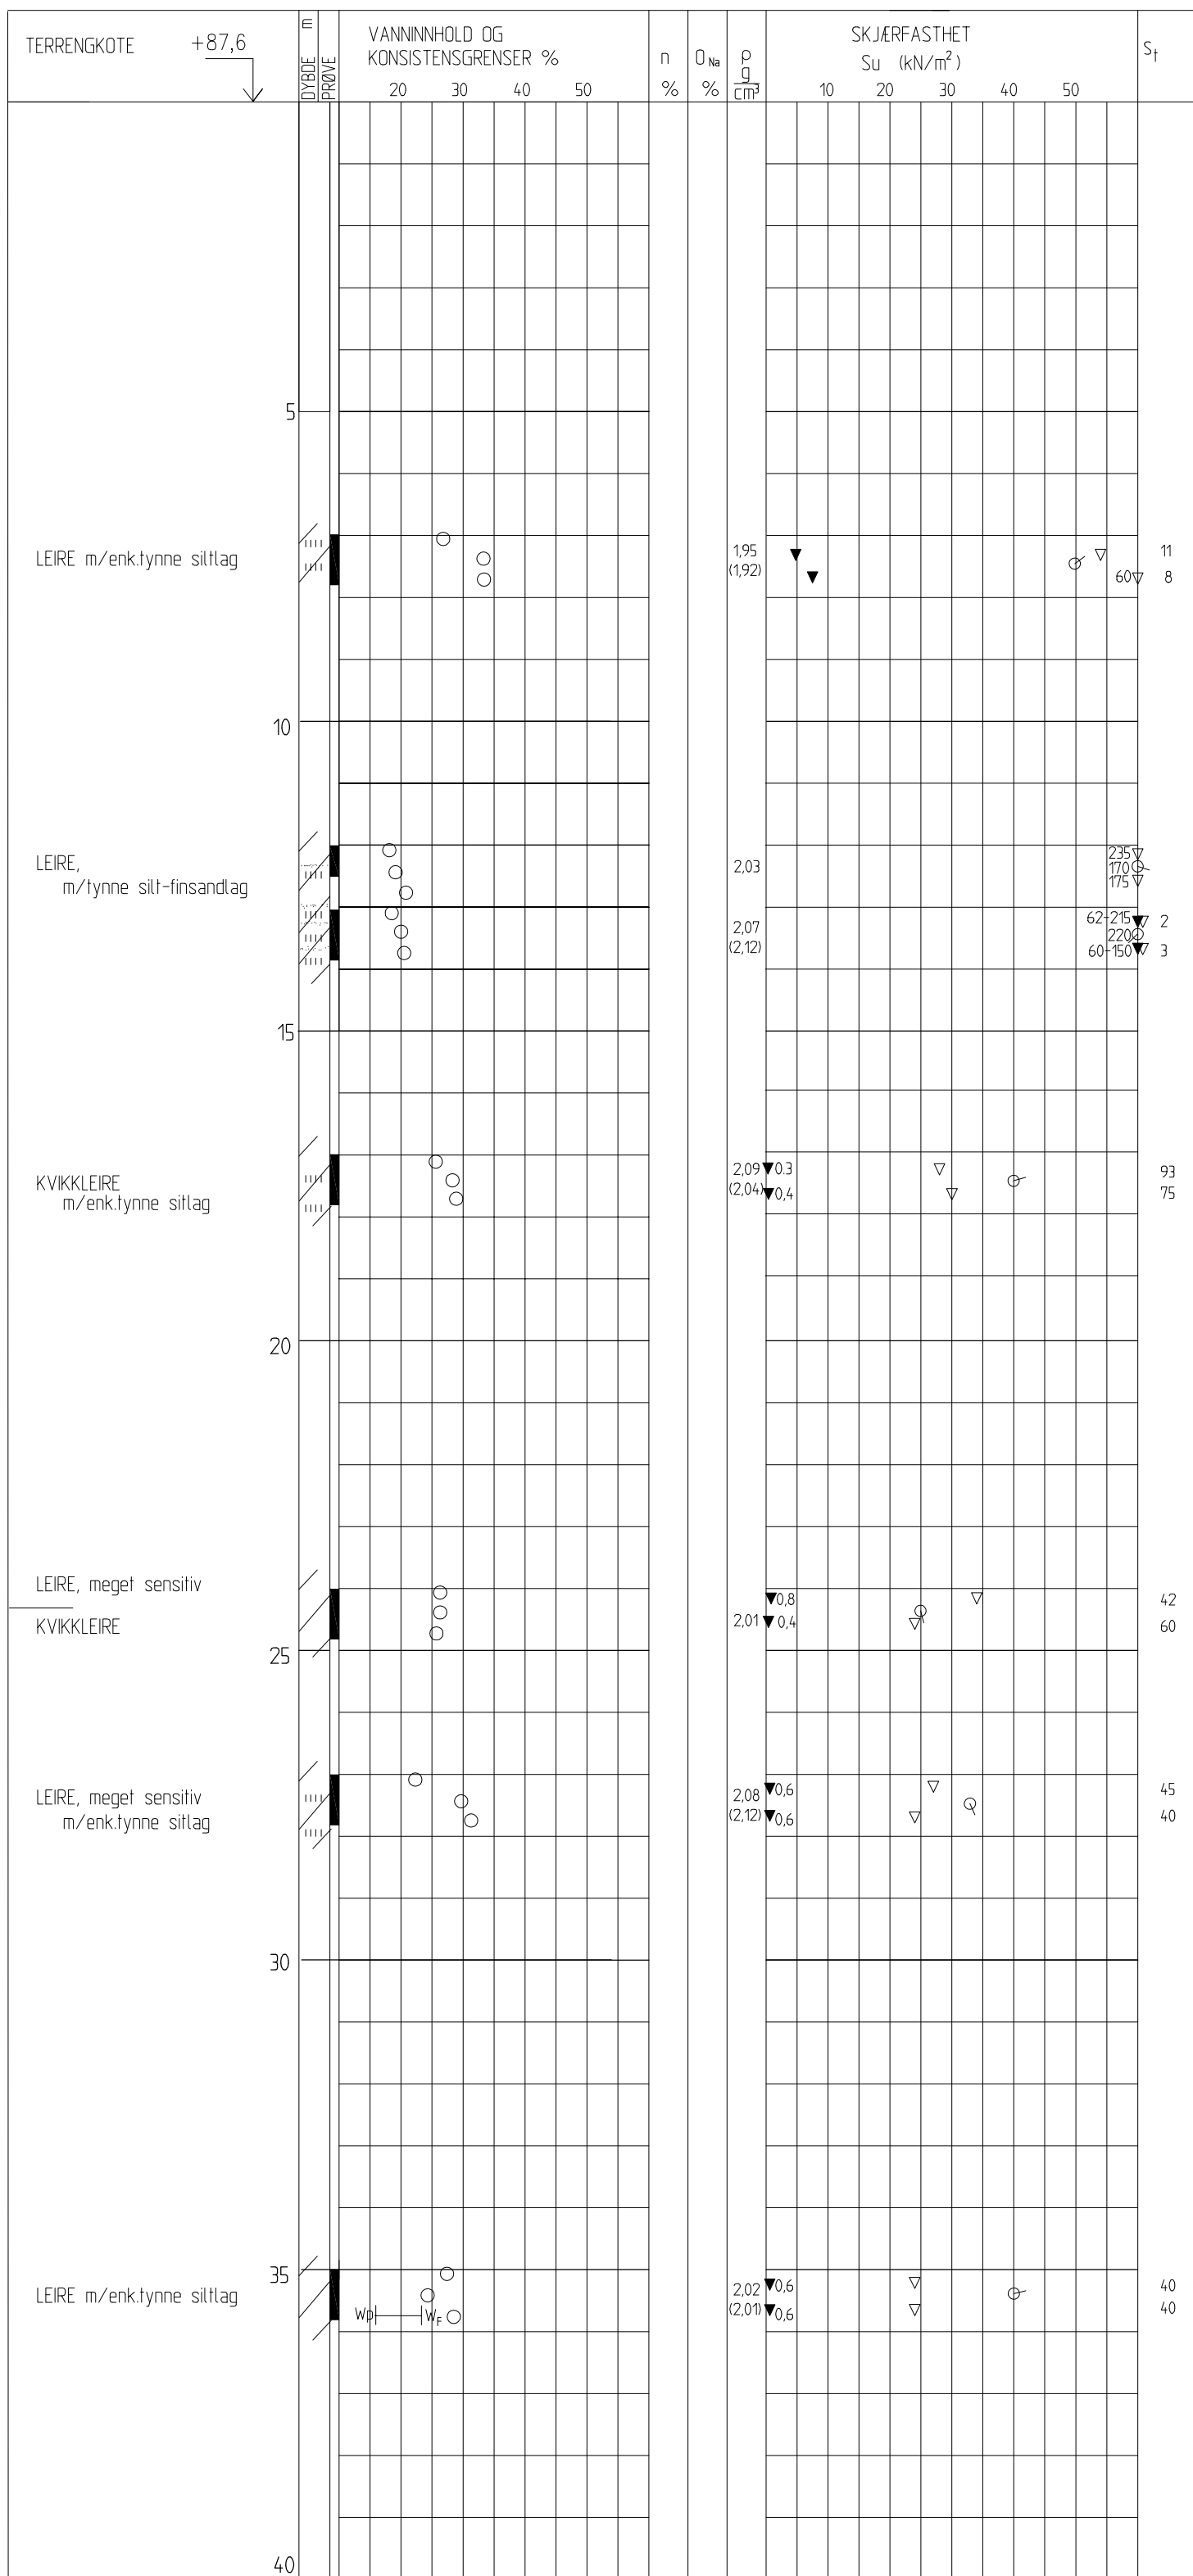 TERRENGKOTE +87,6
m
DYBDE
PRØVE
VANNINNHOLD OG
KONSISTENSGRENSER %
20 30 40 50
n
%
O Na
%
ρ
g
cm³
SKJÆRFASTHET
Su (kN/m²)
10 20 30 40 50
St
5
LEIRE m/enk.tynne siltlag
1,95
(1,92)
11
60 8
10
LEIRE,
m/tynne silt-finsandlag
2,03
235
170
175
2,07
(2,12)
62-215 2
220
60-150 3
15
KVIKKLEIRE
m/enk.tynne sitlag
2,09 0.3 93
(2,04) 0,4 75
20
LEIRE, meget sensitiv
0,8 42
KVIKKLEIRE
2,01 0,4 60
25
LEIRE, meget sensitiv
m/enk.tynne sitlag
2,08 0,6 45
(2,12) 0,6 40
30
35
LEIRE m/enk.tynne siltlag
Wp WF
2,02 0,6 40
(2,01) 0,6 40
40